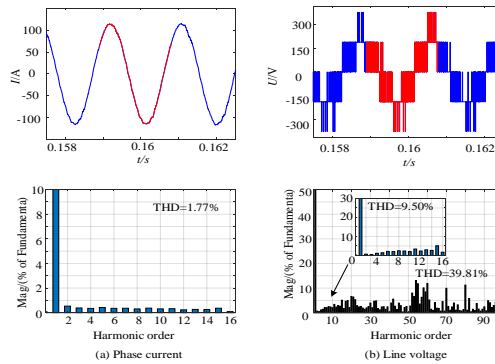 I/A
100
50
0
-50
-100
0.158
0.16
0.162
t/s
U/V
300
150
0
-150
-300
0.158
0.16
0.162
t/s
Mag/(% of Fundamenta)
10
8
6
4
2
0
THD=1.77%
2 4 6 8 10 12 14 16
Harmonic order
(a) Phase current
Mag/(% of Fundamenta)
50
40
30
20
10
0
30
20
10
0
THD=9.50%
4 6 8 10 12 14 16
THD=39.81%
10 30 50 70 90
Harmonic order
(b) Line voltage